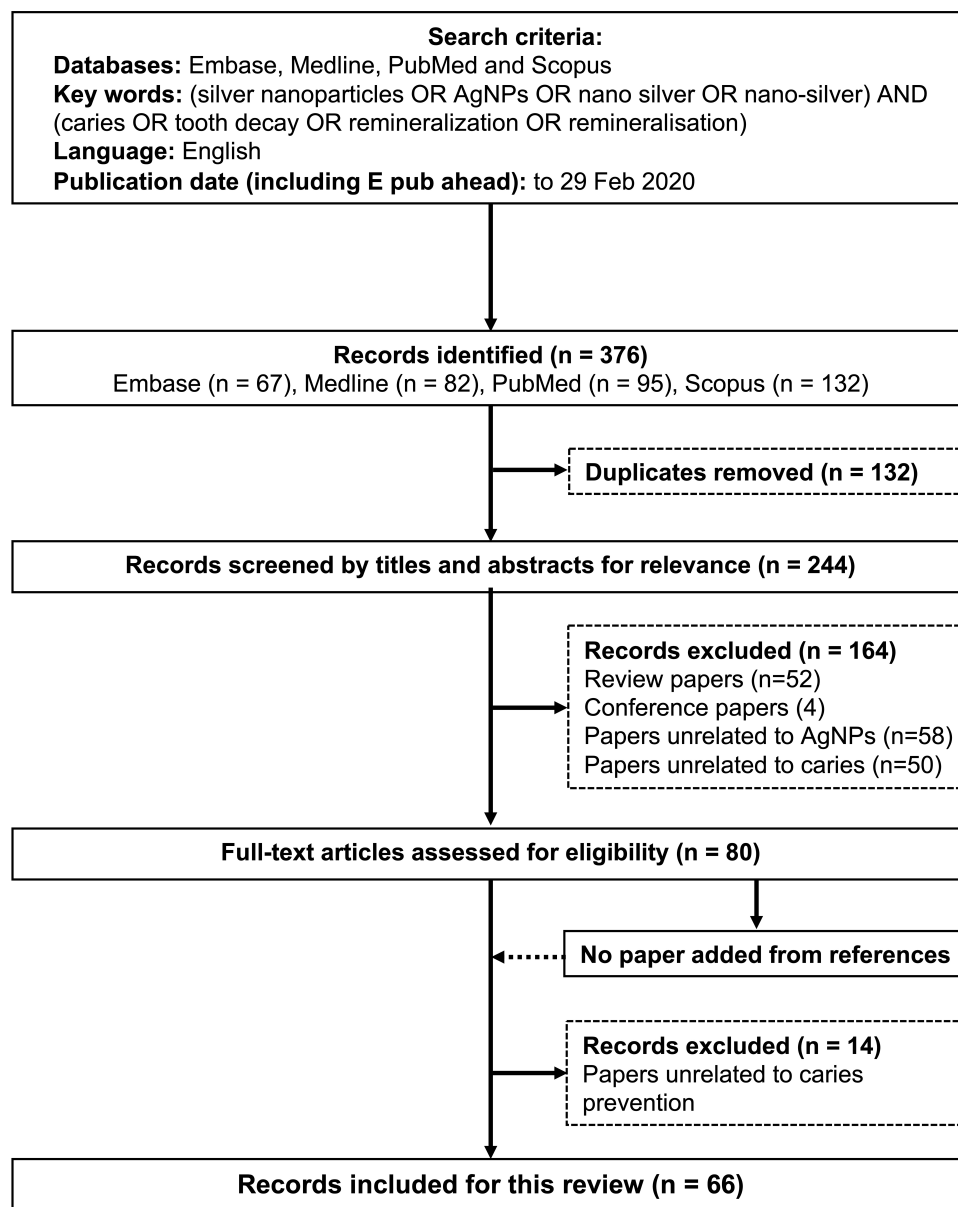 Search criteria:
Databases: Embase, Medline, PubMed and Scopus
Key words: (silver nanoparticles OR AgNPs OR nano silver OR nano-silver) AND
(caries OR tooth decay OR remineralization OR remineralisation)
Language: English
Publication date (including E pub ahead): to 29 Feb 2020
Records identified (n = 376)
Embase (n = 67), Medline (n = 82), PubMed (n = 95), Scopus (n = 132)
Duplicates removed (n = 132)
Records screened by titles and abstracts for relevance (n = 244)
Records excluded (n = 164)
Review papers (n=52)
Conference papers (4)
Papers unrelated to AgNPs (n=58)
Papers unrelated to caries (n=50)
Full-text articles assessed for eligibility (n = 80)
No paper added from references
Records excluded (n = 14)
Papers unrelated to caries
prevention
Records included for this review (n = 66)